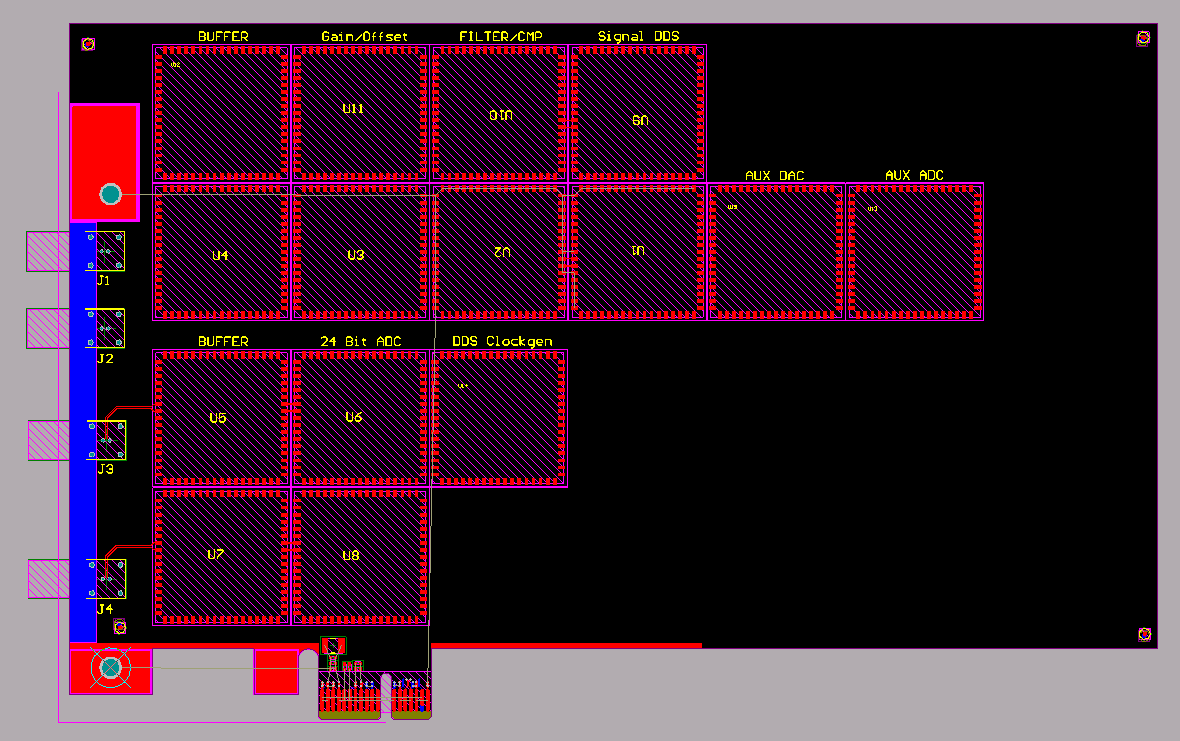 BUFFER Gain/Offset FILTER/CMP Signal DDS
U11 U10 U9
AUX DAC AUX ADC
U4 U3 U2 U1
J1
J2
BUFFER 24 Bit ADC DDS Clockgen
U5 U6
J3
U7 U8
J4